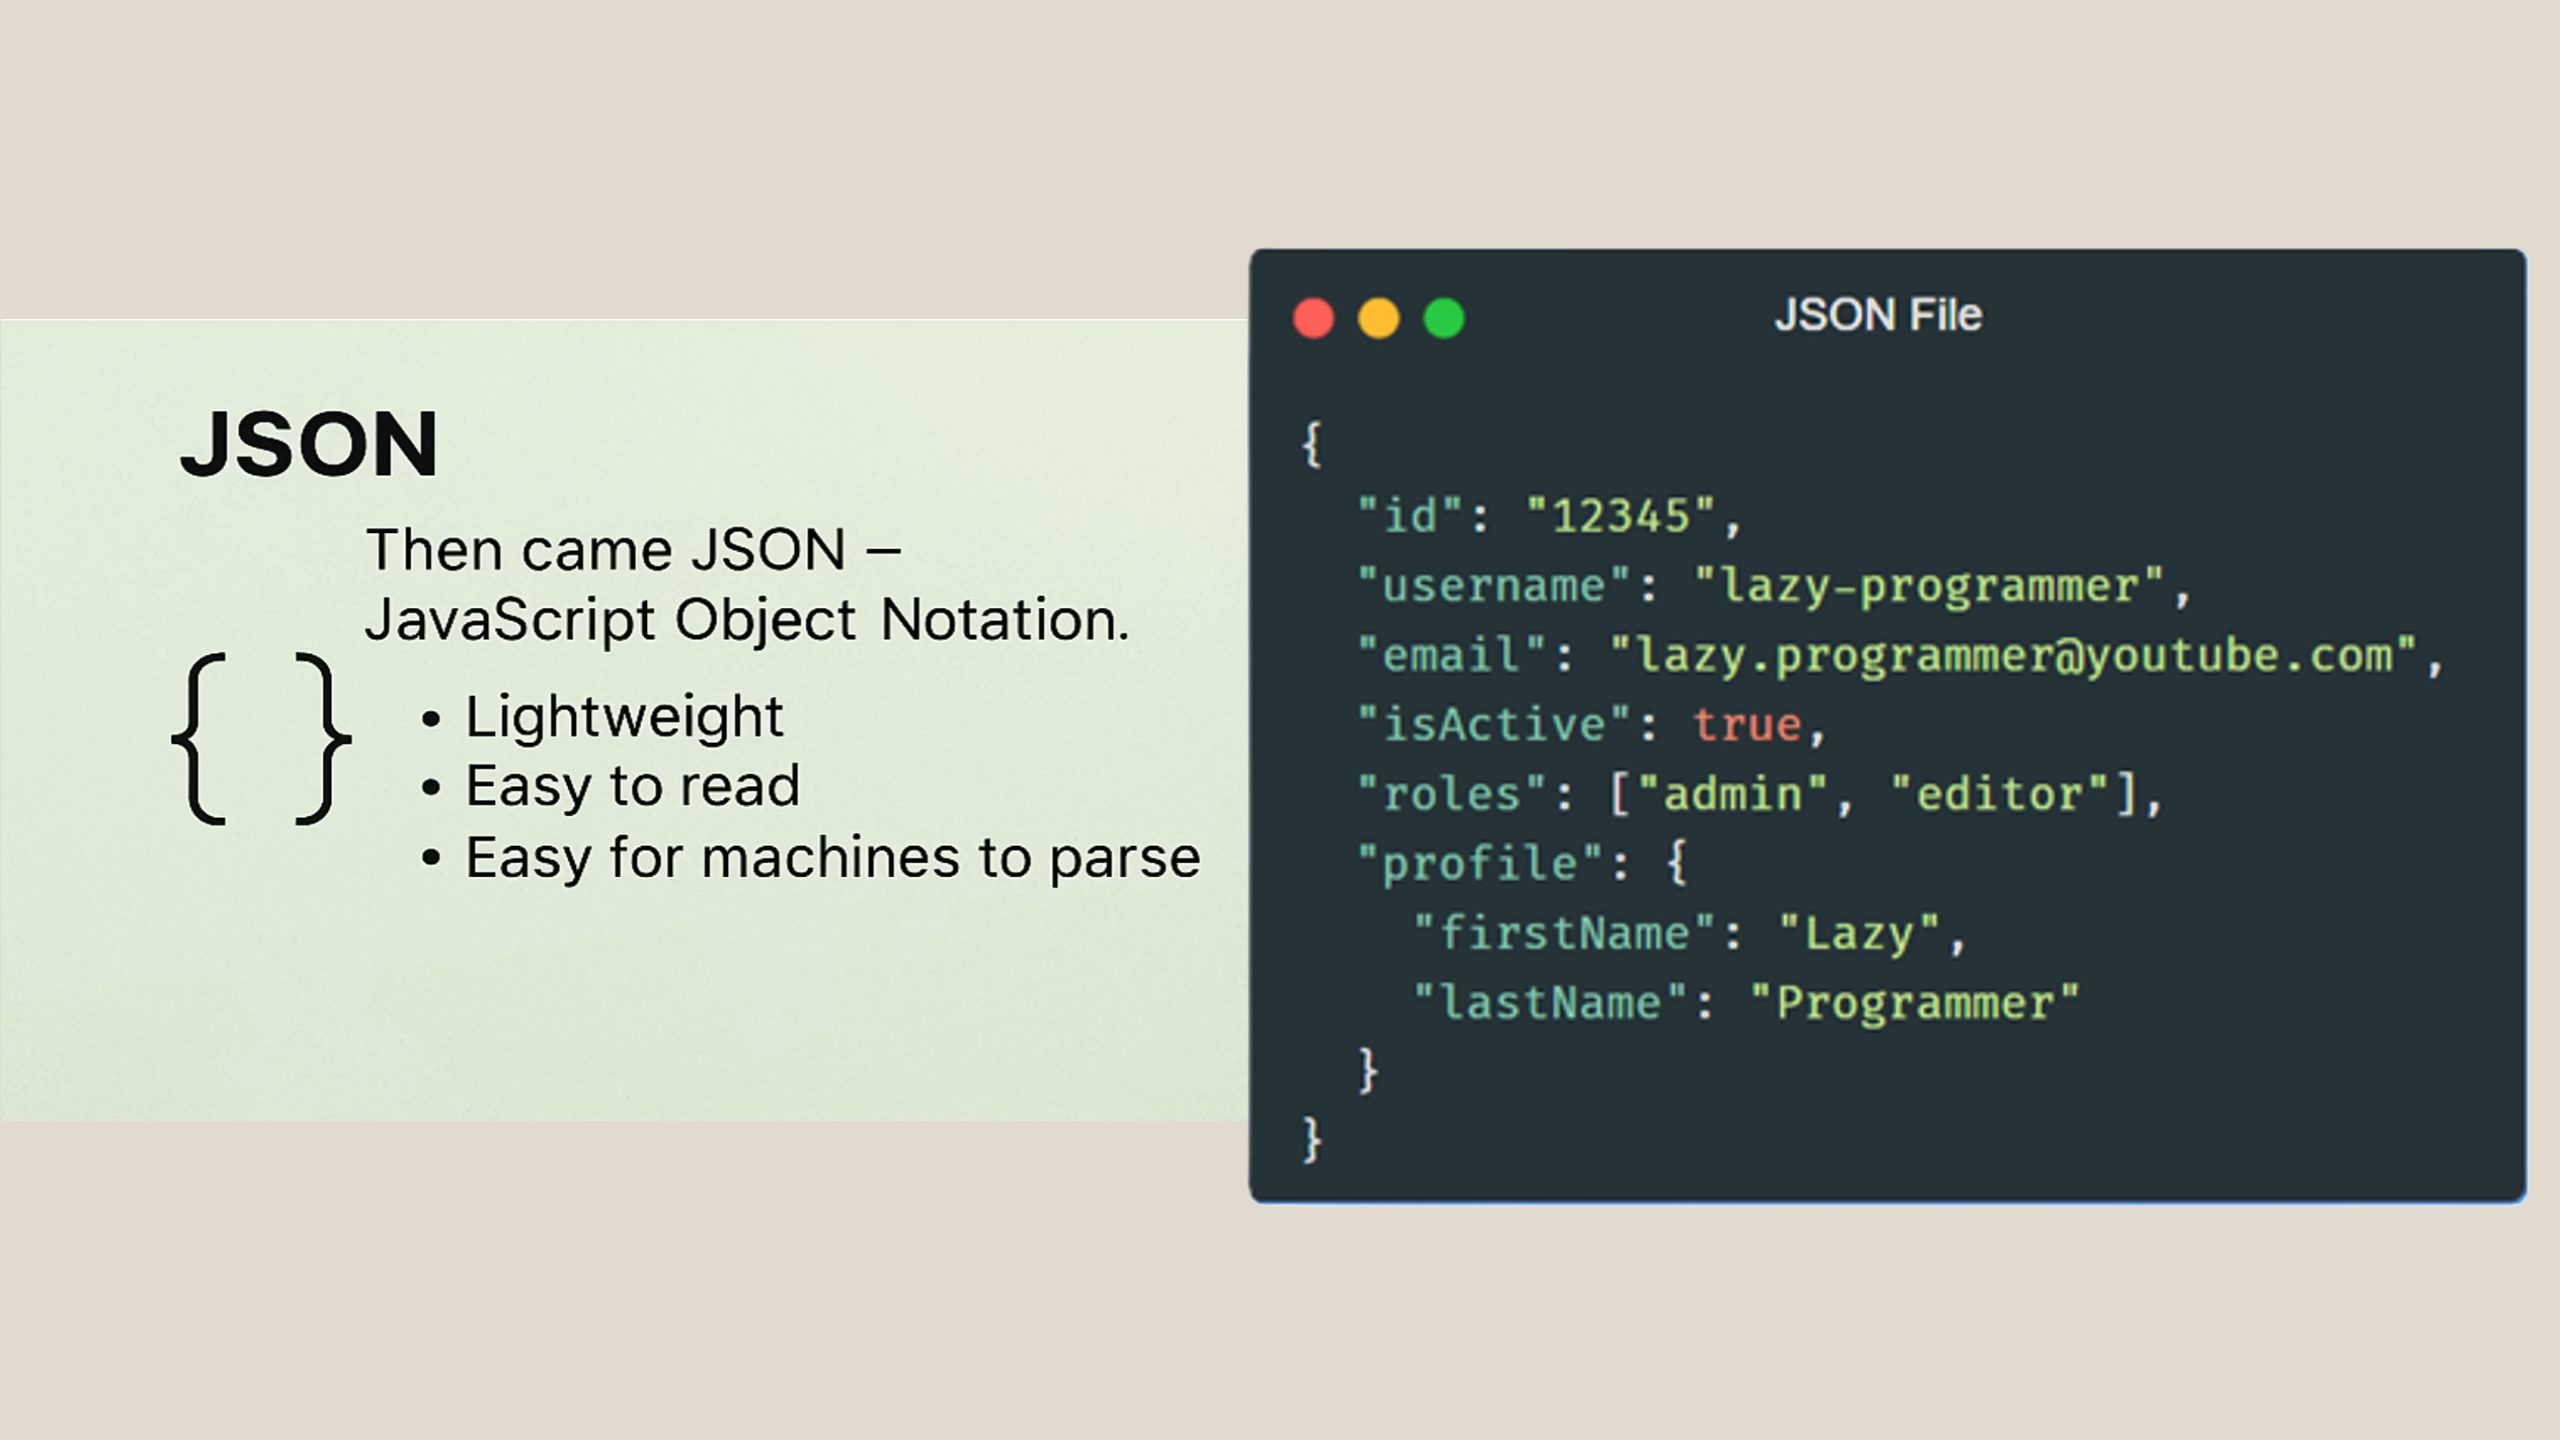 JSON
Then came JSON –
JavaScript Object Notation.
{ }
• Lightweight
• Easy to read
• Easy for machines to parse
JSON File
{
  "id": "12345",
  "username": "lazy-programmer",
  "email": "lazy.programmer@youtube.com",
  "isActive": true,
  "roles": ["admin", "editor"],
  "profile": {
    "firstName": "Lazy",
    "lastName": "Programmer"
  }
}